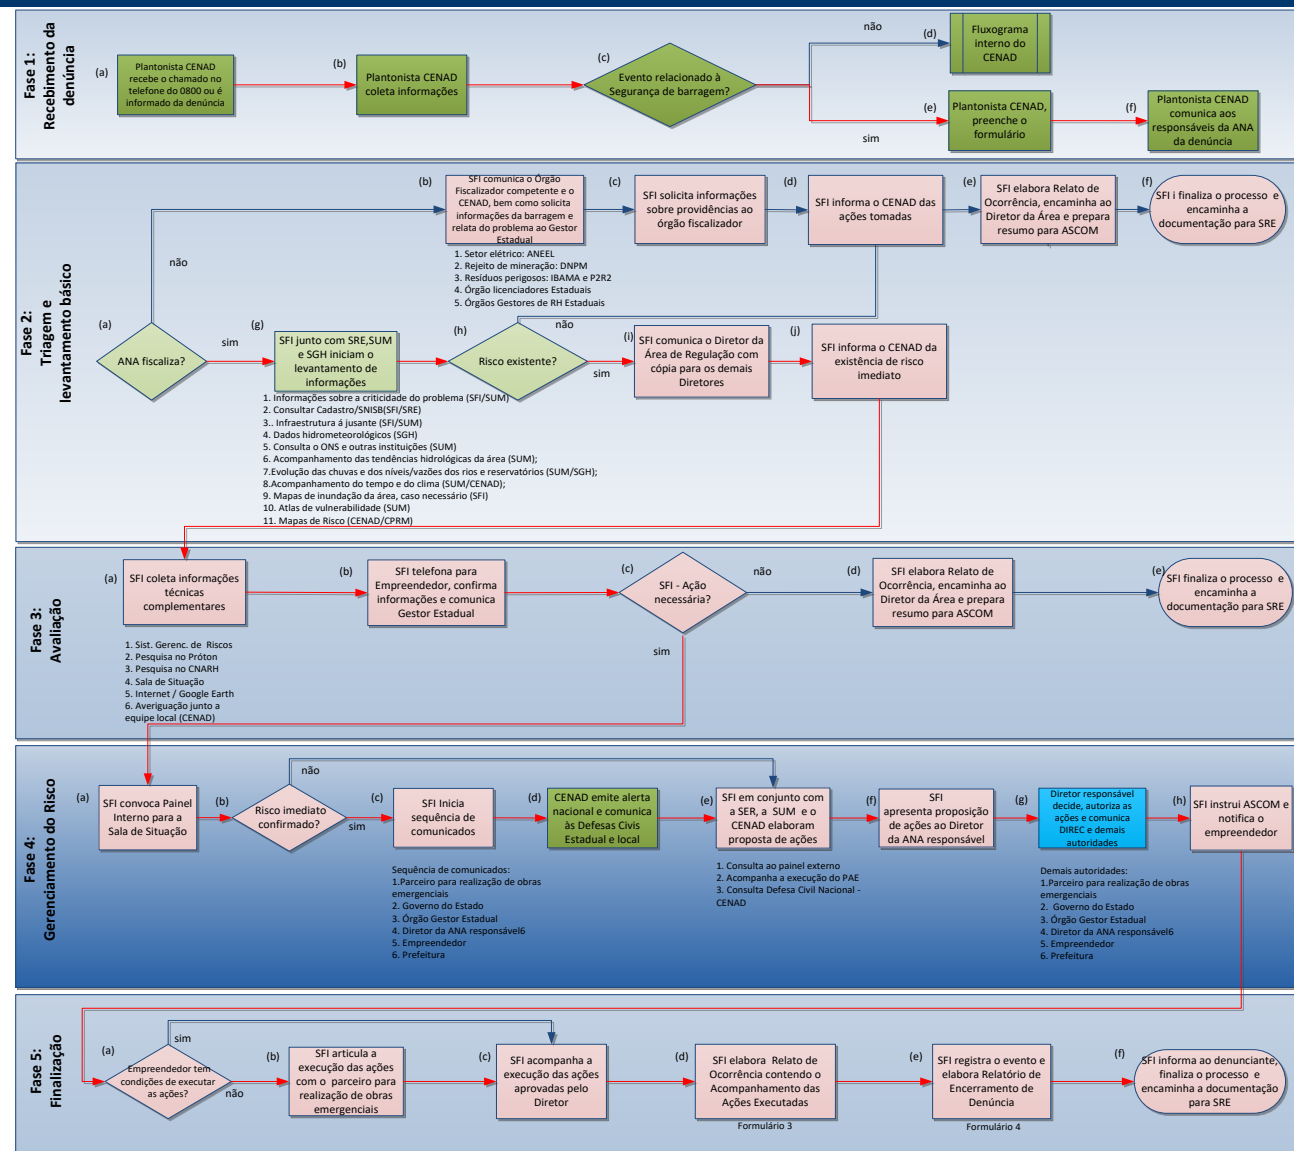 Fase 1:
Recebimento da
denúncia
(a)
Plantonista CENAD
recebe o chamado no
telefone do 0800 ou é
informado da denúncia
(b)
Plantonista CENAD
coleta informações
(c)
Evento relacionado à
Segurança de barragem?
não
(d)
Fluxograma
interno do
CENAD
sim
(e)
Plantonista CENAD,
preenche o
formulário
(f)
Plantonista CENAD
comunica aos
responsáveis da ANA
da denúncia
Fase 2:
Triagem e
levantamento básico
(a)
ANA fiscaliza?
não
(b)
SFI comunica o Órgão
Fiscalizador competente e o
CENAD, bem como solicita
informações da barragem e
relata do problema ao Gestor
Estadual
1. Setor elétrico: ANEEL
2. Rejeito de mineração: DNPM
3. Resíduos perigosos: IBAMA e P2R2
4. Órgão licenciadores Estaduais
5. Órgãos Gestores de RH Estaduais
(c)
SFI solicita informações
sobre providências ao
órgão fiscalizador
(d)
SFI informa o CENAD das
ações tomadas
(e)
SFI elabora Relato de
Ocorrência, encaminha ao
Diretor da Área e prepara
resumo para ASCOM
(f)
SFI i finaliza o processo e
encaminha a
documentação para SRE
sim
(g)
SFI junto com SRE,SUM
e SGH iniciam o
levantamento de
informações
1. Informações sobre a criticidade do problema (SFI/SUM)
2. Consultar Cadastro/SNISB(SFI/SRE)
3.. Infraestrutura á jusante (SFI/SUM)
4. Dados hidrometeorológicos (SGH)
5. Consulta o ONS e outras instituições (SUM)
6. Acompanhamento das tendências hidrológicas da área (SUM);
7.Evolução das chuvas e dos níveis/vazões dos rios e reservatórios (SUM/SGH);
8.Acompanhamento do tempo e do clima (SUM/CENAD);
9. Mapas de inundação da área, caso necessário (SFI)
10. Atlas de vulnerabilidade (SUM)
11. Mapas de Risco (CENAD/CPRM)
(h)
Risco existente?
não
sim
(i)
SFI comunica o Diretor da
Área de Regulação com
cópia para os demais
Diretores
(j)
SFI informa o CENAD da
existência de risco
imediato
Fase 3:
Avaliação
(a)
SFI coleta informações
técnicas
complementares
1. Sist. Gerenc. de Riscos
2. Pesquisa no Próton
3. Pesquisa no CNARH
4. Sala de Situação
5. Internet / Google Earth
6. Averiguação junto a
equipe local (CENAD)
(b)
SFI telefona para
Empreendedor, confirma
informações e comunica
Gestor Estadual
(c)
SFI - Ação
necessária?
não
sim
(d)
SFI elabora Relato de
Ocorrência, encaminha ao
Diretor da Área e prepara
resumo para ASCOM
(e)
SFI finaliza o processo e
encaminha a
documentação para SRE
Fase 4:
Gerenciamento do Risco
(a)
SFI convoca Painel
Interno para a
Sala de Situação
(b)
Risco imediato
confirmado?
não
sim
(c)
SFI Inicia
sequência de
comunicados
Sequência de comunicados:
1.Parceiro para realização de obras
emergenciais
2. Governo do Estado
3. Órgão Gestor Estadual
4. Diretor da ANA responsável6
5. Empreendedor
6. Prefeitura
(d)
CENAD emite alerta
nacional e comunica
às Defesas Civis
Estadual e local
(e)
SFI em conjunto com
a SER, a SUM e o
CENAD elaboram
proposta de ações
1. Consulta ao painel externo
2. Acompanha a execução do PAE
3. Consulta Defesa Civil Nacional -
CENAD
(f)
SFI
apresenta proposição
de ações ao Diretor
da ANA responsável
(g)
Diretor responsável
decide, autoriza as
ações e comunica
DIREC e demais
autoridades
Demais autoridades:
1.Parceiro para realização de obras
emergenciais
2. Governo do Estado
3. Órgão Gestor Estadual
4. Diretor da ANA responsável6
5. Empreendedor
6. Prefeitura
(h)
SFI instrui ASCOM e
notifica o
empreendedor
Fase 5:
Finalização
(a)
Empreendedor tem
condições de executar
as ações?
sim
não
(b)
SFI articula a
execução das ações
com o parceiro para
realização de obras
emergenciais
(c)
SFI acompanha a
execução das ações
aprovadas pelo
Diretor
(d)
SFI elabora Relato de
Ocorrência contendo o
Acompanhamento das
Ações Executadas
Formulário 3
(e)
SFI registra o evento e
elabora Relatório de
Encerramento de
Denúncia
Formulário 4
(f)
SFI informa ao denunciante,
finaliza o processo e
encaminha a documentação
para SRE